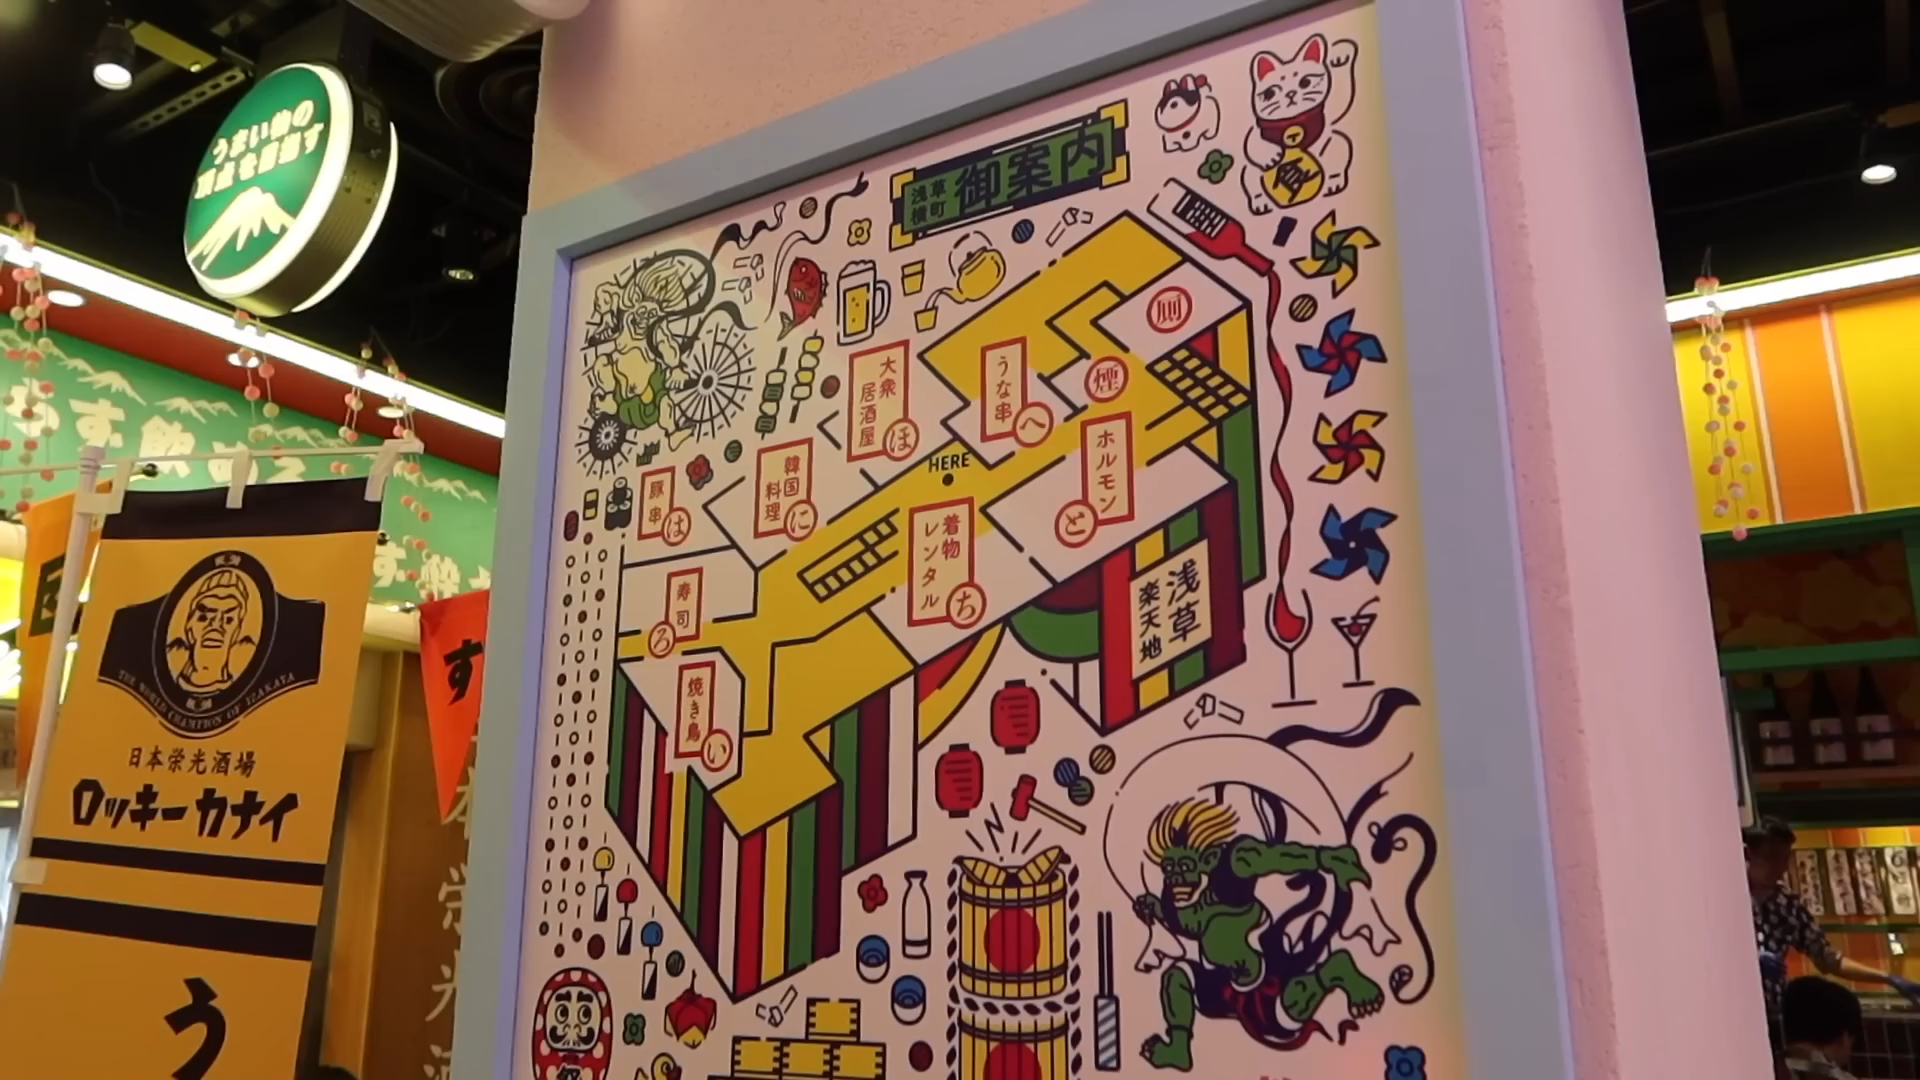 うまい物の
頂点を目指す
浅草
横町
御案内
食
厠
煙
うな串
へ
大衆
居酒屋
ほ
ホルモン
と
HERE
韓国
料理
に
豚串
は
着物
レンタル
ち
寿司
ろ
焼き鳥
い
浅草
楽天地
THE WORLD CHAMPION OF IZAKAYA
日本栄光酒場
ロッキーカナイ
う
す